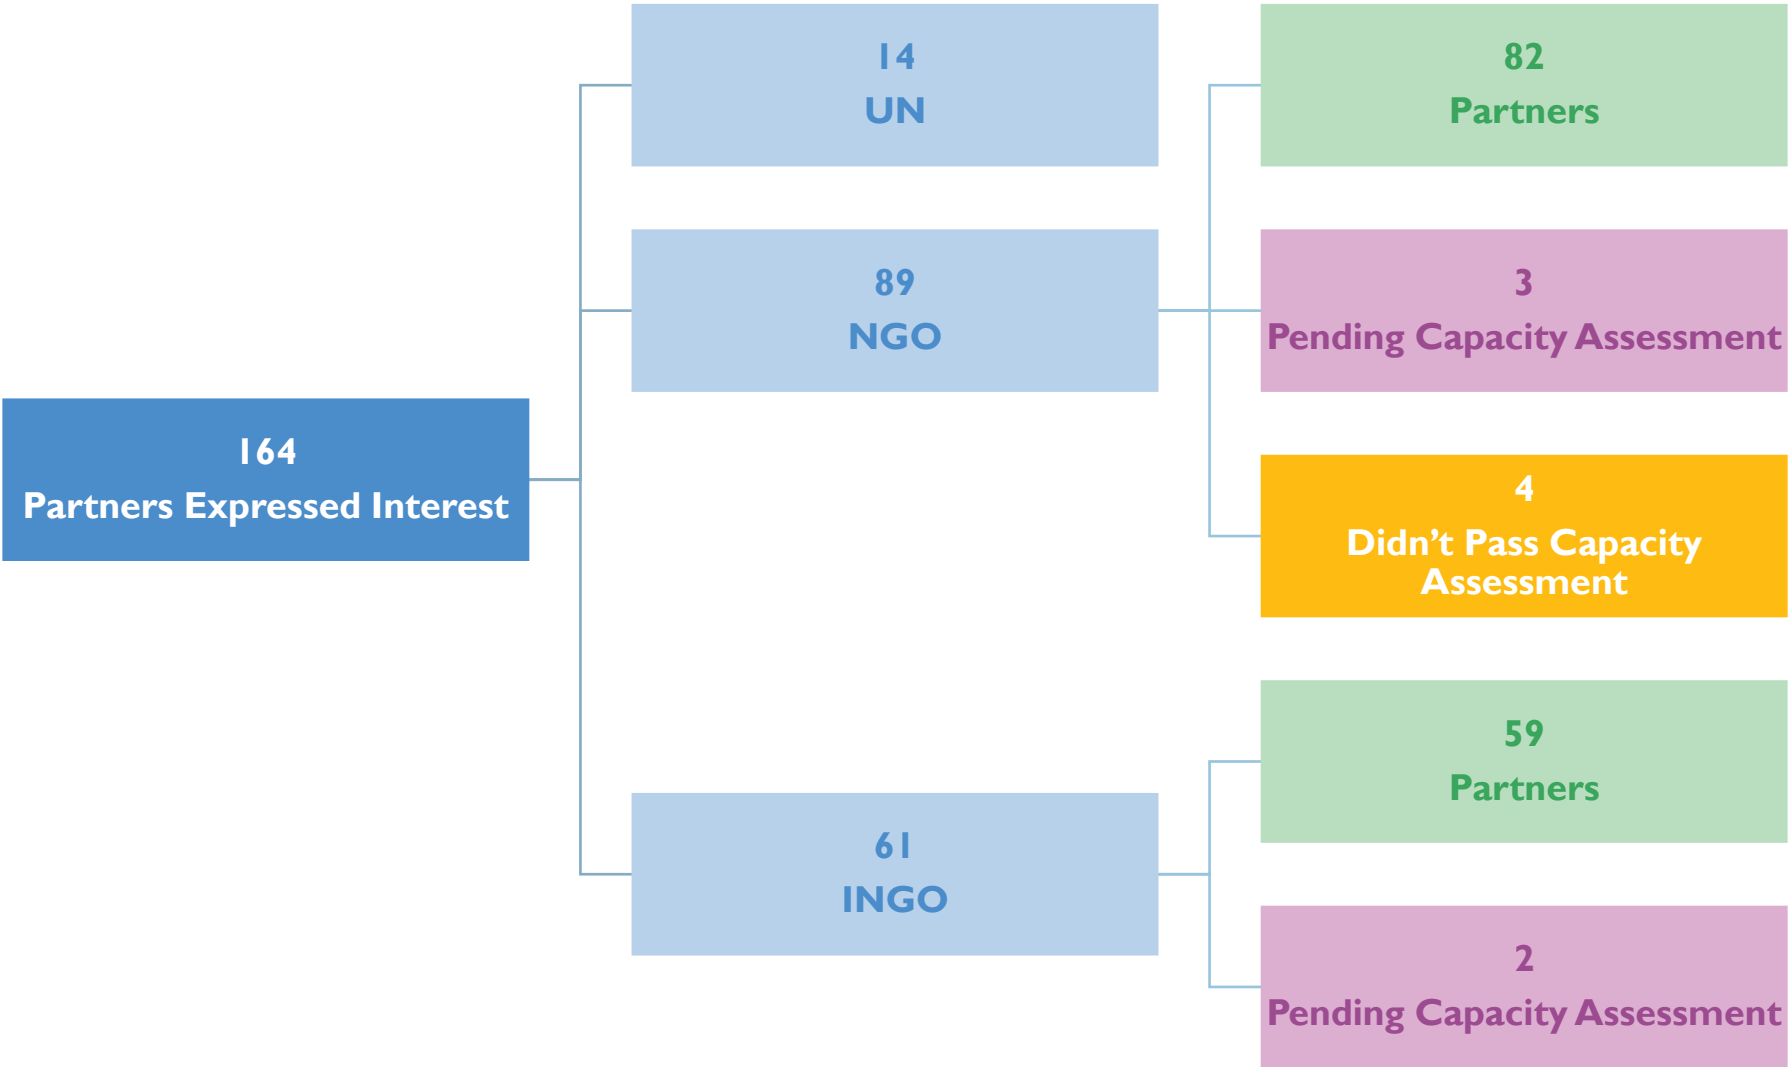 164
Partners Expressed Interest
14
UN
89
NGO
61
INGO
82
Partners
3
Pending Capacity Assessment
4
Didn’t Pass Capacity
Assessment
59
Partners
2
Pending Capacity Assessment